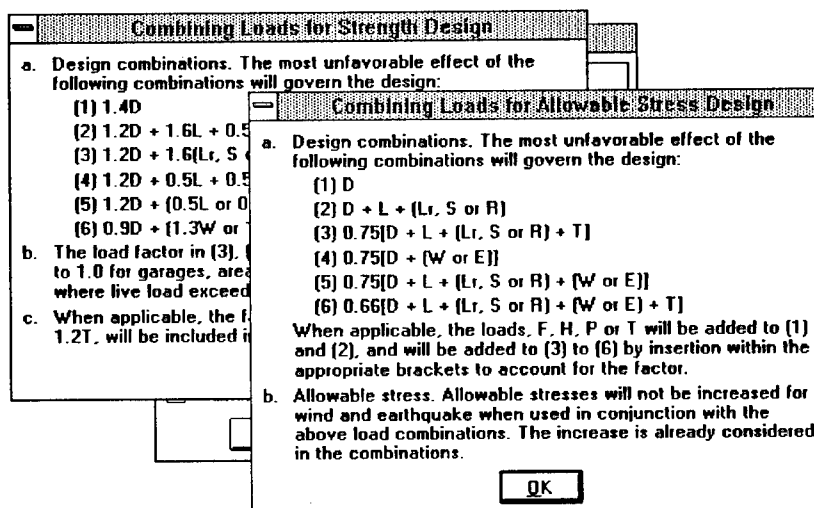 Combining Loads for Strength Design
a. Design combinations. The most unfavorable effect of the
following combinations will govern the design:
(1) 1.4D
(2) 1.2D + 1.6L + 0.5
(3) 1.2D + 1.6(Lr, S
(4) 1.2D + 0.5L + 0.5
(5) 1.2D + (0.5L or 0
(6) 0.9D + (1.3W or
b. The load factor in (3),
to 1.0 for garages, area
where live load exceed
c. When applicable, the
1.2T, will be included
Combining Loads for Allowable Stress Design
a. Design combinations. The most unfavorable effect of the
following combinations will govern the design:
(1) D
(2) D + L + (Lr, S or R)
(3) 0.75[D + L + (Lr, S or R) + T]
(4) 0.75[D + (W or E)]
(5) 0.75[D + L + (Lr, S or R) + (W or E)]
(6) 0.66[D + L + (Lr, S or R) + (W or E) + T]
When applicable, the loads, F, H, P or T will be added to (1)
and (2), and will be added to (3) to (6) by insertion within the
appropriate brackets to account for the factor.
b. Allowable stress. Allowable stresses will not be increased for
wind and earthquake when used in conjunction with the
above load combinations. The increase is already considered
in the combinations.
OK